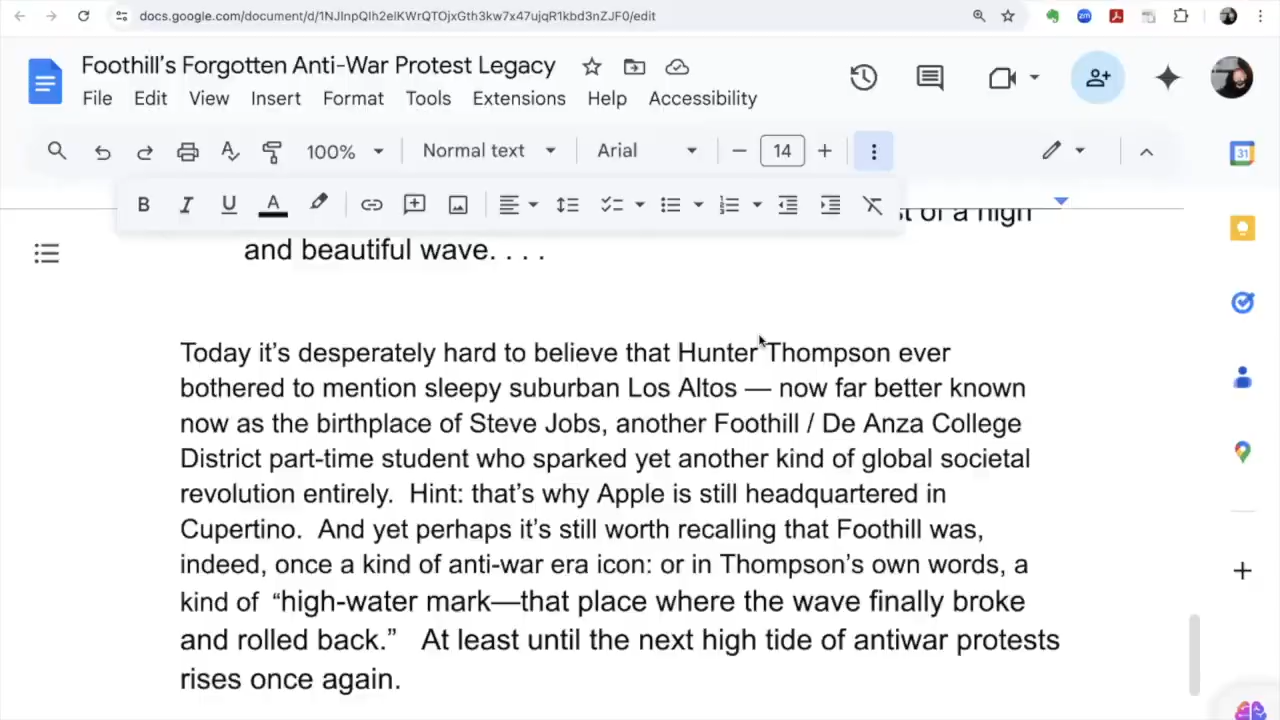 docs.google.com/document/d/1NJInpQIh2eIKWrQTOjxGth3kw7x47ujqR1kbd3nZJF0/edit
Foothill's Forgotten Anti-War Protest Legacy
File Edit View Insert Format Tools Extensions Help Accessibility
100% Normal text Arial 14
of a high
and beautiful wave. . . .
Today it's desperately hard to believe that Hunter Thompson ever
bothered to mention sleepy suburban Los Altos — now far better known
now as the birthplace of Steve Jobs, another Foothill / De Anza College
District part-time student who sparked yet another kind of global societal
revolution entirely.  Hint: that's why Apple is still headquartered in
Cupertino.  And yet perhaps it's still worth recalling that Foothill was,
indeed, once a kind of anti-war era icon: or in Thompson's own words, a
kind of  “high-water mark—that place where the wave finally broke
and rolled back.”   At least until the next high tide of antiwar protests
rises once again.